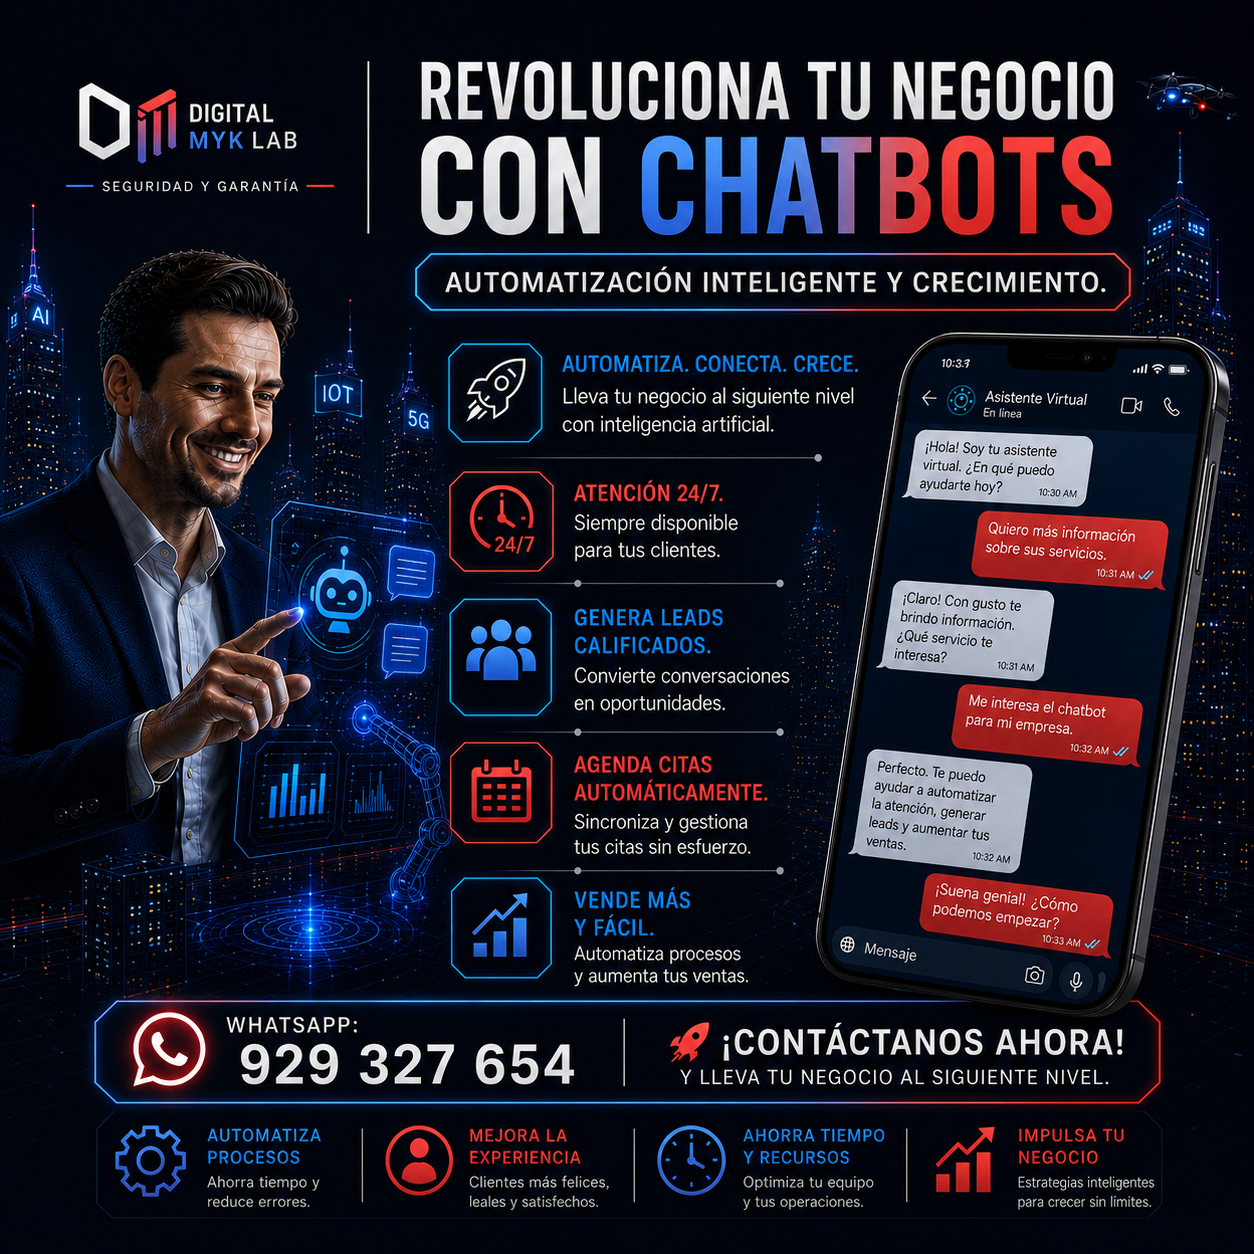 DIGITAL
MYK LAB
SEGURIDAD Y GARANTÍA
REVOLUCIONA TU NEGOCIO
CON CHATBOTS
AUTOMATIZACIÓN INTELIGENTE Y CRECIMIENTO.
AI
IOT
5G
AUTOMATIZA. CONECTA. CRECE.
Lleva tu negocio al siguiente nivel
con inteligencia artificial.
24/7
ATENCIÓN 24/7.
Siempre disponible
para tus clientes.
GENERA LEADS
CALIFICADOS.
Convierte conversaciones
en oportunidades.
AGENDA CITAS
AUTOMÁTICAMENTE.
Sincroniza y gestiona
tus citas sin esfuerzo.
VENDE MÁS
Y FÁCIL.
Automatiza procesos
y aumenta tus ventas.
Asistente Virtual
En línea
¡Hola! Soy tu asistente
virtual. ¿En qué puedo
ayudarte hoy?
10:30 AM
Quiero más información
sobre sus servicios.
10:31 AM
¡Claro! Con gusto te
brindo información.
¿Qué servicio te
interesa?
10:31 AM
Me interesa el chatbot
para mi empresa.
10:32 AM
Perfecto. Te puedo
ayudar a automatizar
la atención, generar
leads y aumentar tus
ventas.
10:32 AM
¡Suena genial! ¿Cómo
podemos empezar?
10:33 AM
Mensaje
WHATSAPP:
929 327 654
¡CONTÁCTANOS AHORA!
Y LLEVA TU NEGOCIO AL SIGUIENTE NIVEL.
AUTOMATIZA
PROCESOS
Ahorra tiempo y
reduce errores.
MEJORA LA
EXPERIENCIA
Clientes más felices,
leales y satisfechos.
AHORRA TIEMPO
Y RECURSOS
Optimiza tu equipo
y tus operaciones.
IMPULSA TU
NEGOCIO
Estrategias inteligentes
para crecer sin límites.